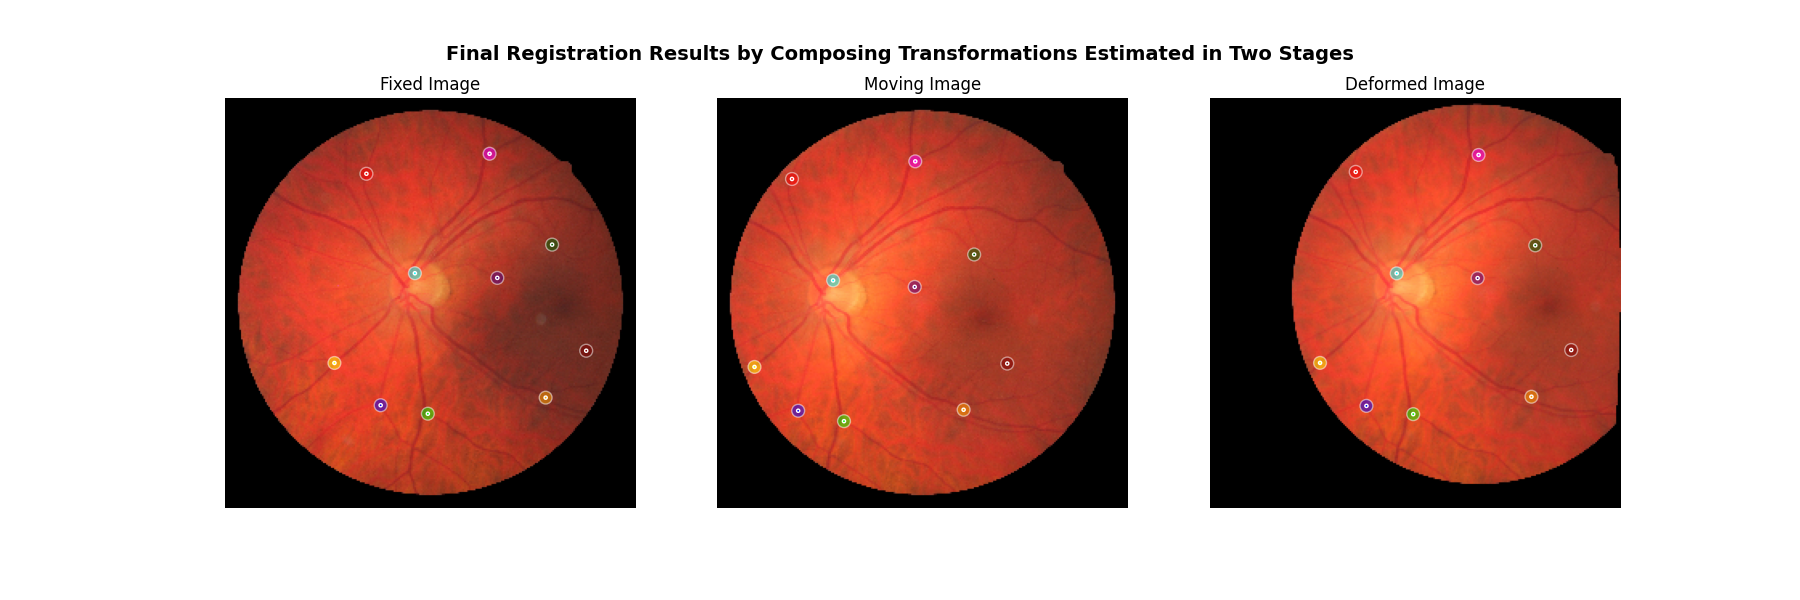 Final Registration Results by Composing Transformations Estimated in Two Stages
Fixed Image
Moving Image
Deformed Image